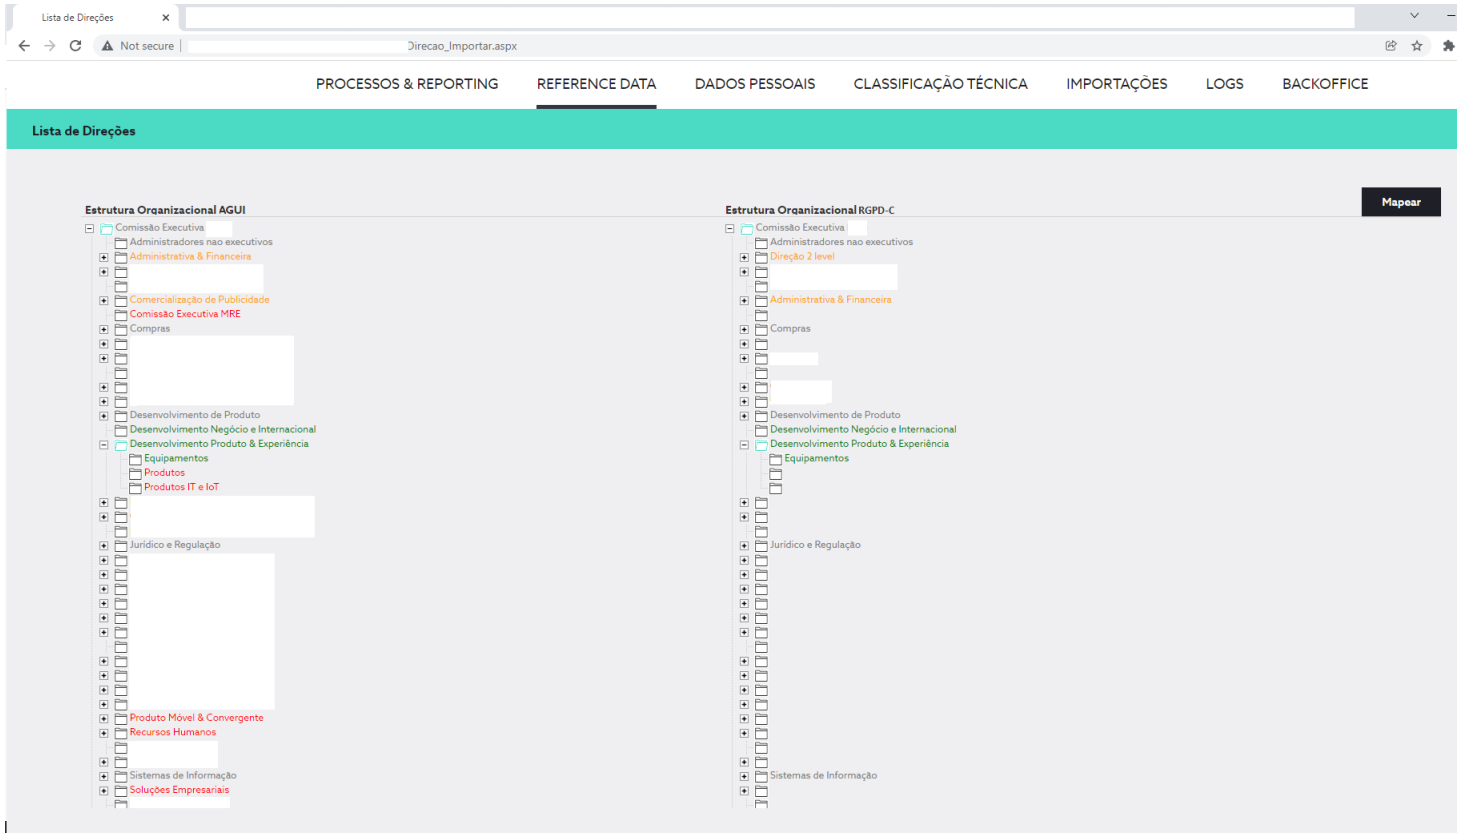 Lista de Direções
Not secure
Direcao_Importar.aspx
PROCESSOS & REPORTING
REFERENCE DATA
DADOS PESSOAIS
CLASSIFICAÇÃO TÉCNICA
IMPORTAÇÕES
LOGS
BACKOFFICE
Lista de Direções
Mapear
Estrutura Organizacional AGUI
Comissão Executiva
Administradores nao executivos
Administrativa & Financeira
Comercialização de Publicidade
Comissão Executiva MRE
Compras
Desenvolvimento de Produto
Desenvolvimento Negócio e Internacional
Desenvolvimento Produto & Experiência
Equipamentos
Produtos
Produtos IT e IoT
Jurídico e Regulação
Produto Móvel & Convergente
Recursos Humanos
Sistemas de Informação
Soluções Empresariais
Estrutura Organizacional RGPD-C
Comissão Executiva
Administradores nao executivos
Direção 2 level
Administrativa & Financeira
Compras
Desenvolvimento de Produto
Desenvolvimento Negócio e Internacional
Desenvolvimento Produto & Experiência
Equipamentos
Jurídico e Regulação
Sistemas de Informação